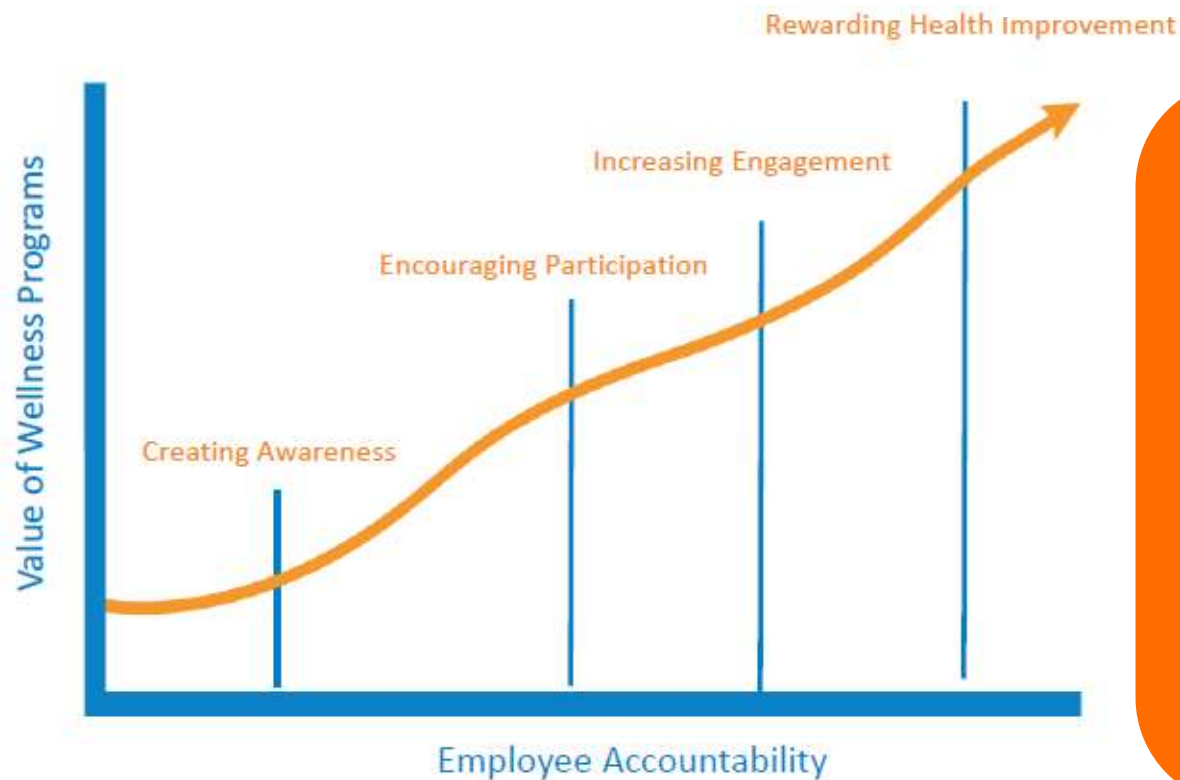 Rewarding Health Improvement
Increasing Engagement
Encouraging Participation
Creating Awareness
Value of Wellness Programs
Employee Accountability